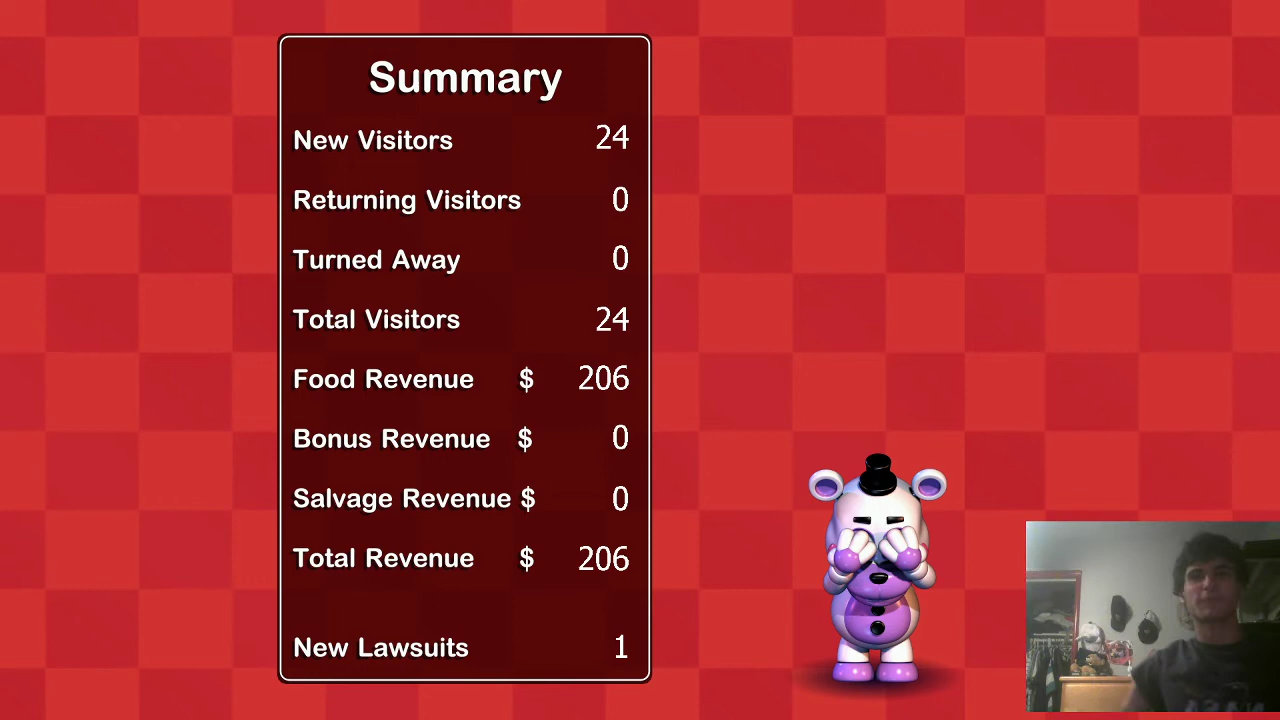 Summary
New Visitors 24
Returning Visitors 0
Turned Away 0
Total Visitors 24
Food Revenue $ 206
Bonus Revenue $ 0
Salvage Revenue $ 0
Total Revenue $ 206
New Lawsuits 1